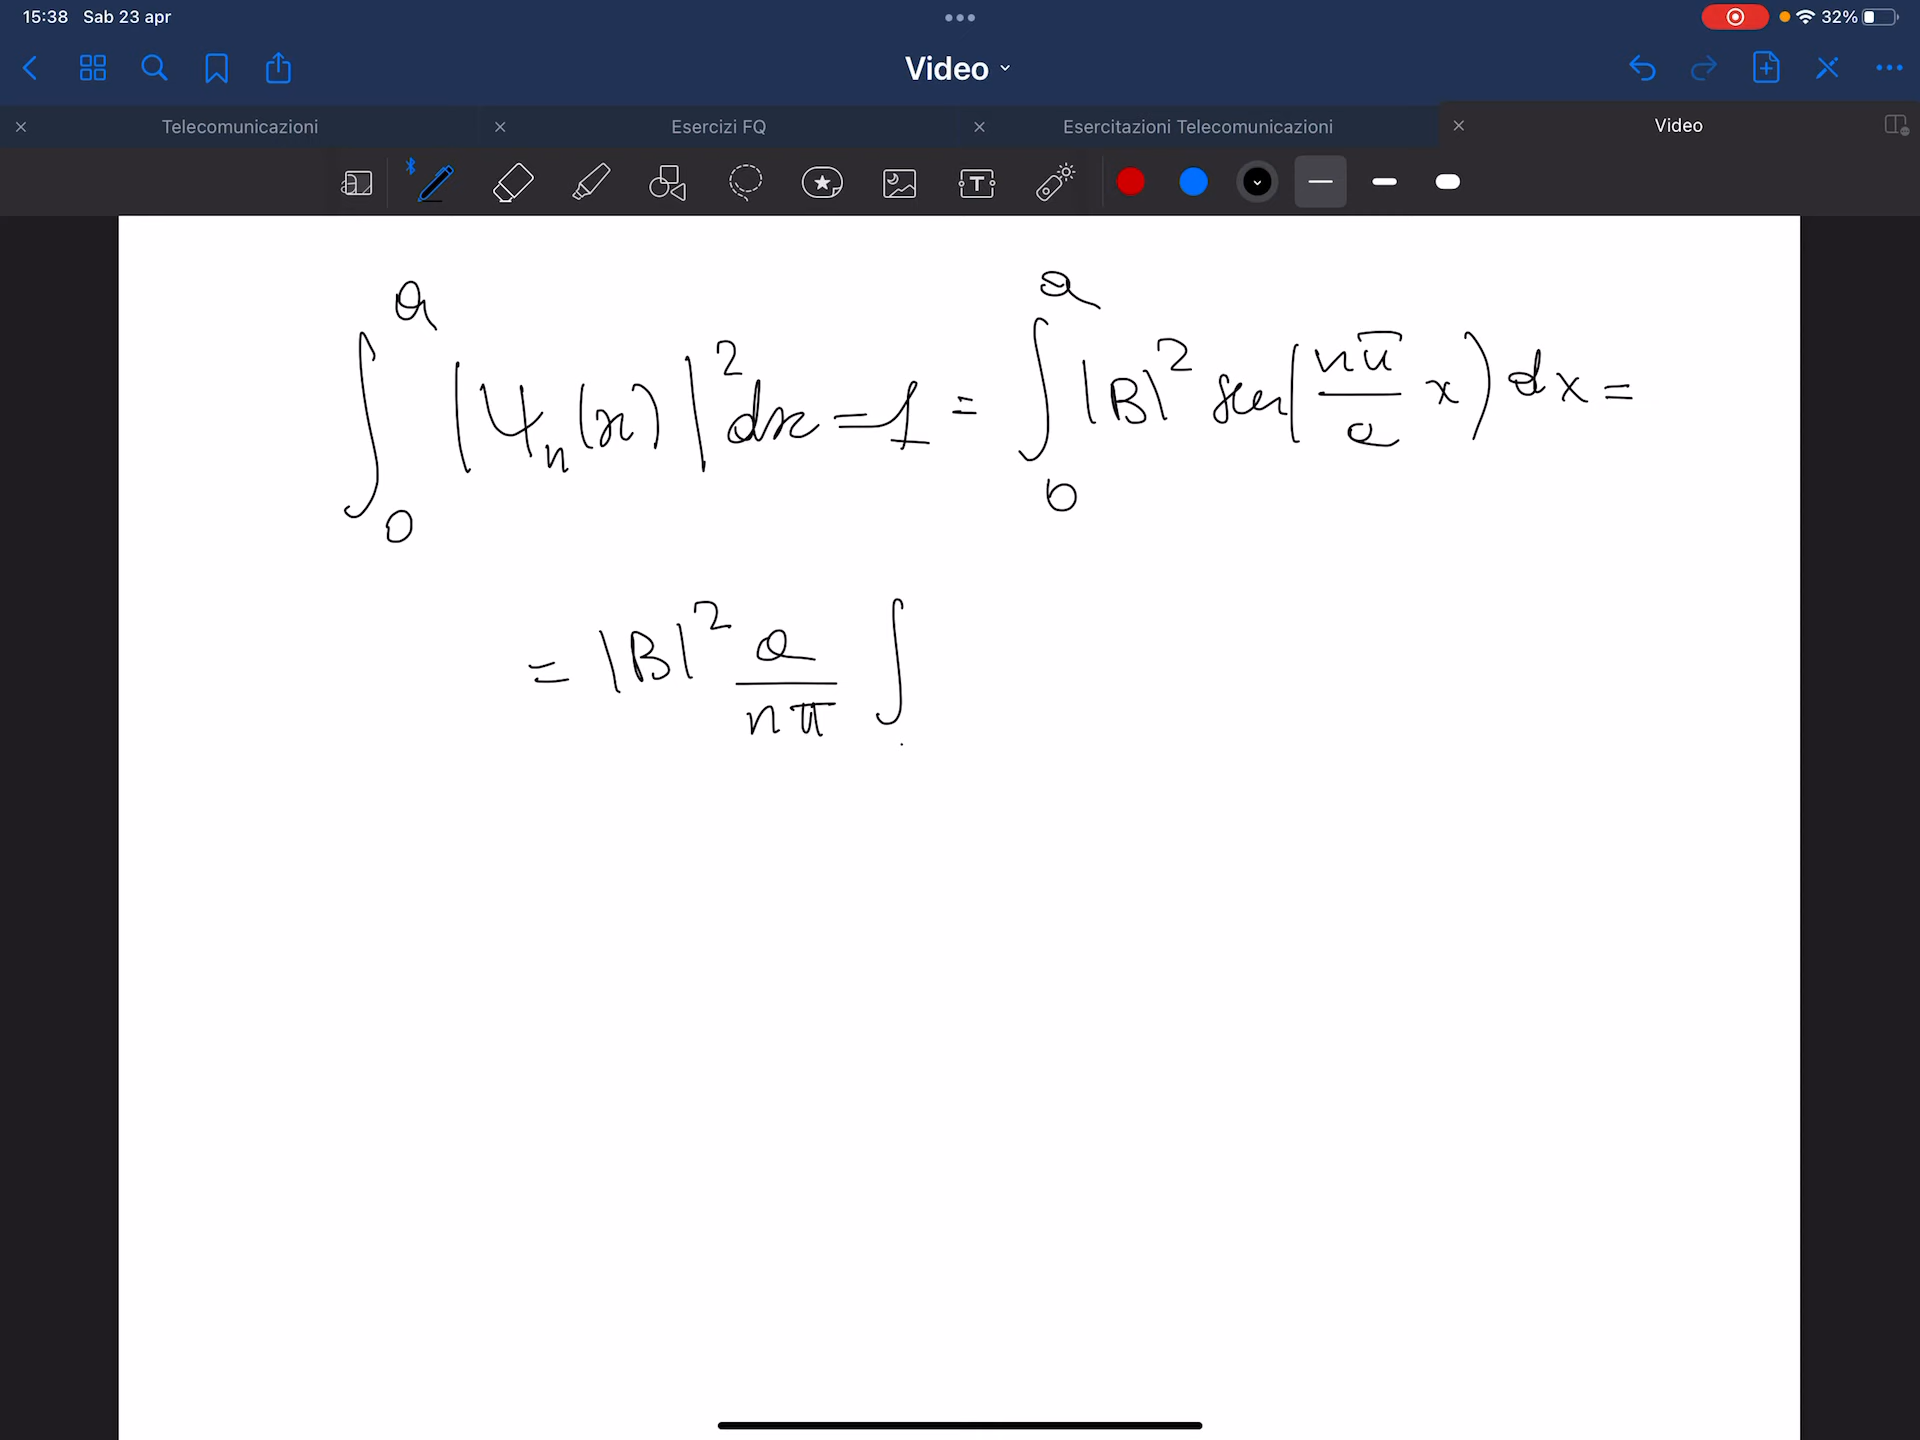 15:38 Sab 23 apr 32%
Video
Telecomunicazioni Esercizi FQ Esercitazioni Telecomunicazioni Video
T
∫₀ᵃ |Ψₙ(x)|² dx = 1 = ∫₀ᵃ |B|² sen(nπ/a x) dx =
= |B|² a/nπ ∫